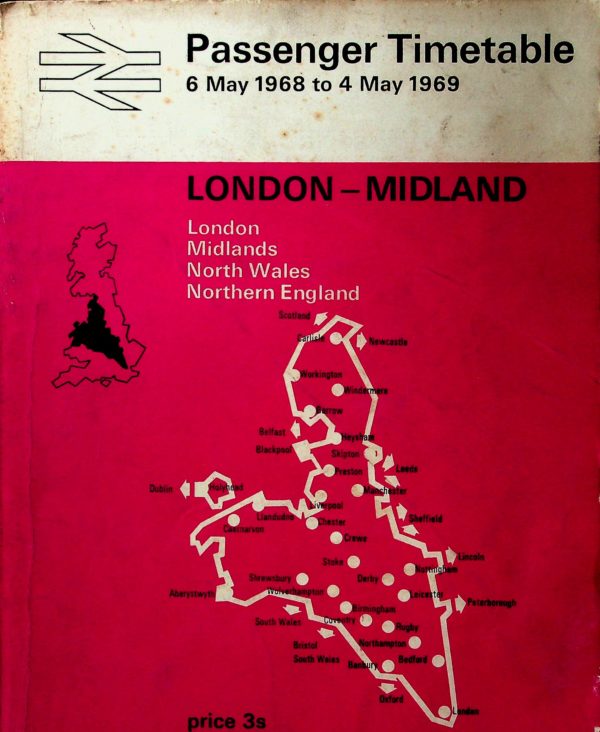 Passenger Timetable
6 May 1968 to 4 May 1969
LONDON – MIDLAND
London
Midlands
North Wales
Northern England
Scotland
Carlisle
Newcastle
Workington
Windermere
Barrow
Belfast
Heysham
Blackpool
Skipton
Leeds
Preston
Dublin
Holyhead
Manchester
Liverpool
Llandudno
Sheffield
Caernarvon
Chester
Crewe
Lincoln
Stoke
Nottingham
Shrewsbury
Derby
Aberystwyth
Wolverhampton
Leicester
Peterborough
Birmingham
South Wales
Coventry
Rugby
Bristol
Northampton
South Wales
Banbury
Bedford
Oxford
London
price 3s